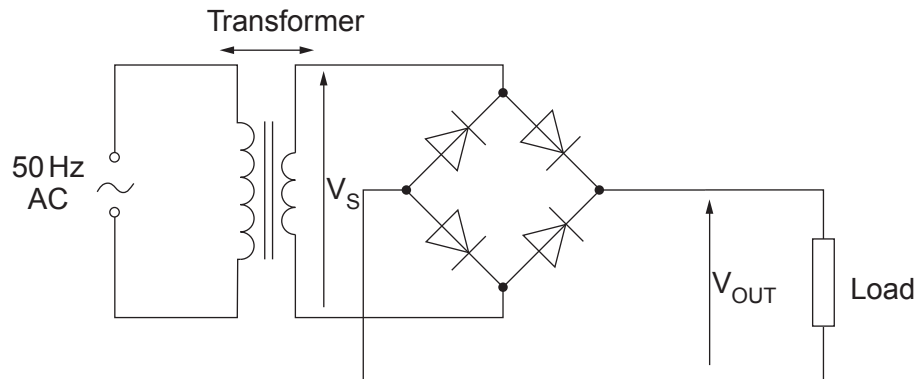 Transformer
50 Hz
AC
V_S
V_OUT
Load